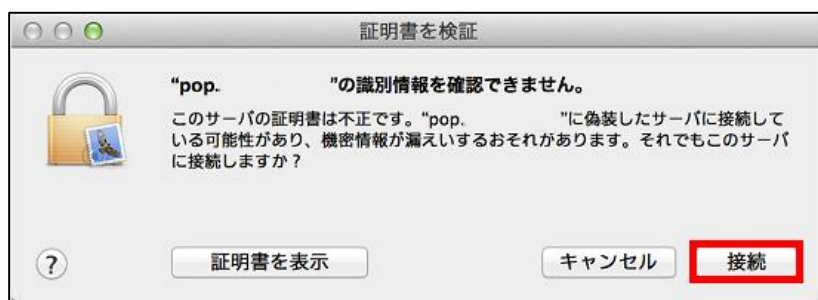 証明書を検証
“pop.　　　　　”の識別情報を確認できません。
このサーバの証明書は不正です。“pop.　　　　　”に偽装したサーバに接続して
いる可能性があり、機密情報が漏えいするおそれがあります。それでもこのサーバ
に接続しますか？
?
証明書を表示
キャンセル
接続